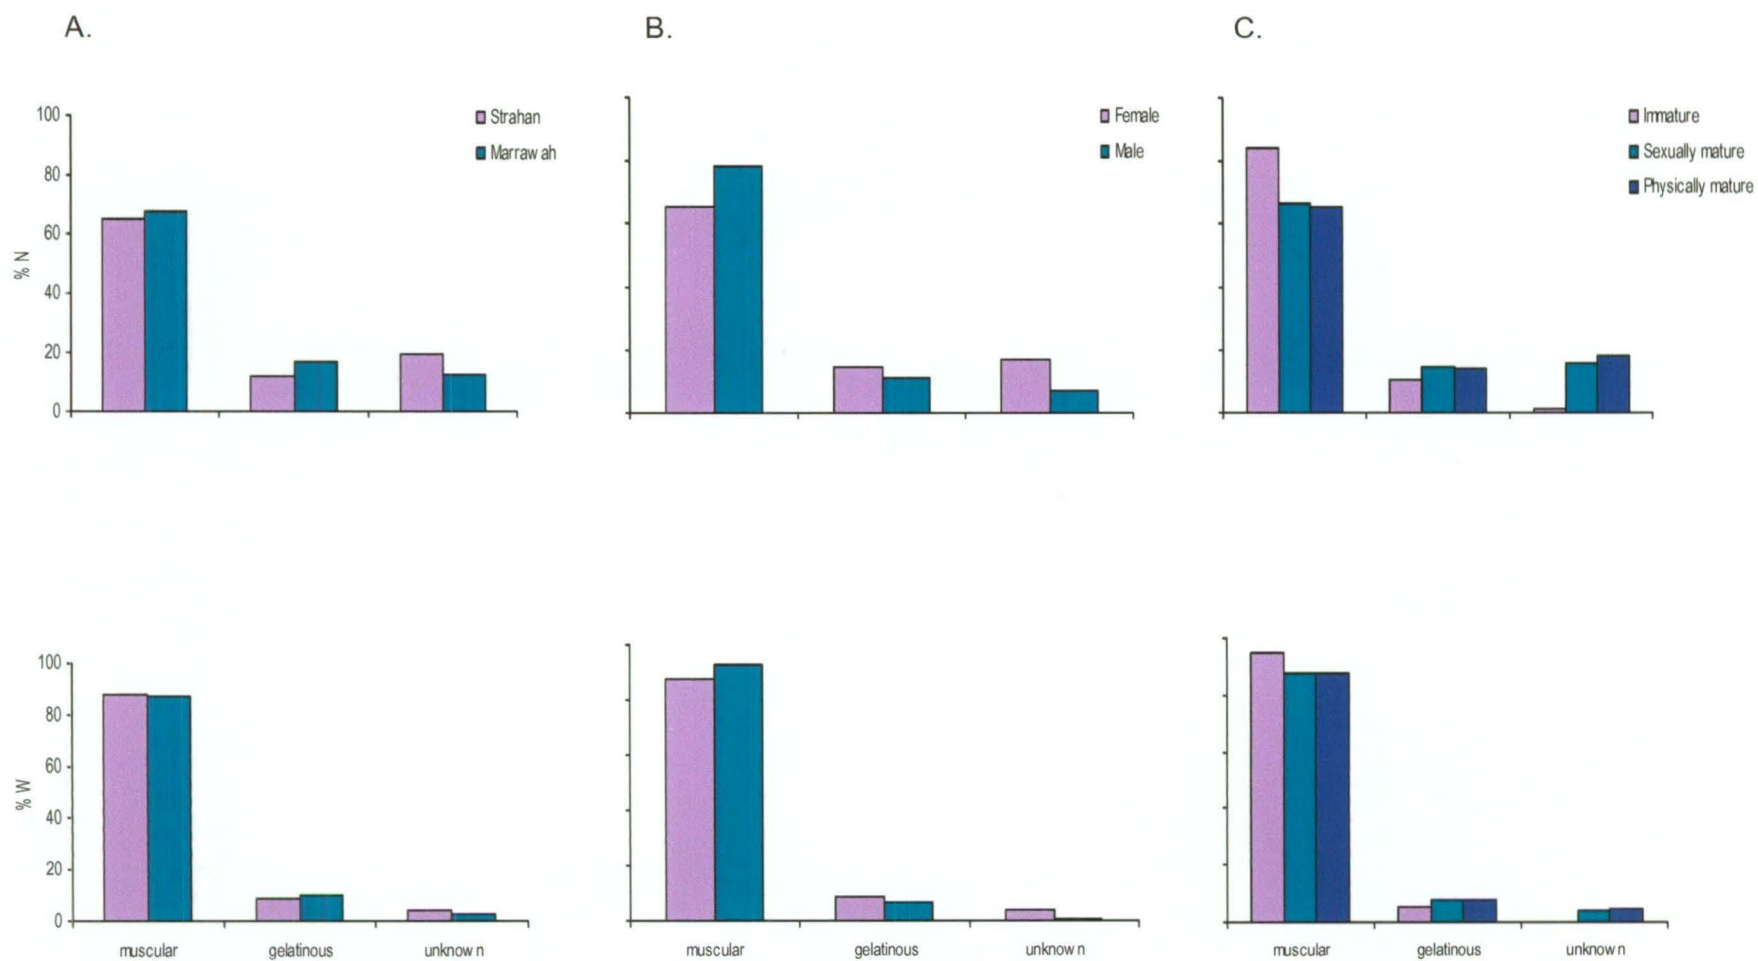 A.
B.
C.
Strahan
Marraw ah
Female
Male
Immature
Sexually mature
Physically mature
% N
100
80
60
40
20
0
% W
100
80
60
40
20
0
muscular gelatinous unknow n
muscular gelatinous unknow n
muscular gelatinous unknow n